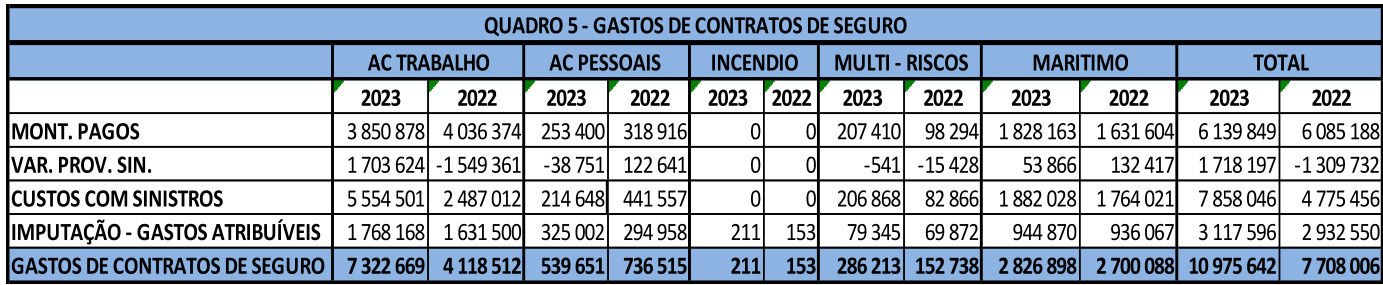 QUADRO 5 - GASTOS DE CONTRATOS DE SEGURO
AC TRABALHO AC PESSOAIS INCENDIO MULTI - RISCOS MARITIMO TOTAL
2023 2022 2023 2022 2023 2022 2023 2022 2023 2022 2023 2022
MONT. PAGOS 3 850 878 4 036 374 253 400 318 916 0 0 207 410 98 294 1 828 163 1 631 604 6 139 849 6 085 188
VAR. PROV. SIN. 1 703 624 -1 549 361 -38 751 122 641 0 0 -541 -15 428 53 866 132 417 1 718 197 -1 309 732
CUSTOS COM SINISTROS 5 554 501 2 487 012 214 648 441 557 0 0 206 868 82 866 1 882 028 1 764 021 7 858 046 4 775 456
IMPUTAÇÃO - GASTOS ATRIBUÍVEIS 1 768 168 1 631 500 325 002 294 958 211 153 79 345 69 872 944 870 936 067 3 117 596 2 932 550
GASTOS DE CONTRATOS DE SEGURO 7 322 669 4 118 512 539 651 736 515 211 153 286 213 152 738 2 826 898 2 700 088 10 975 642 7 708 006